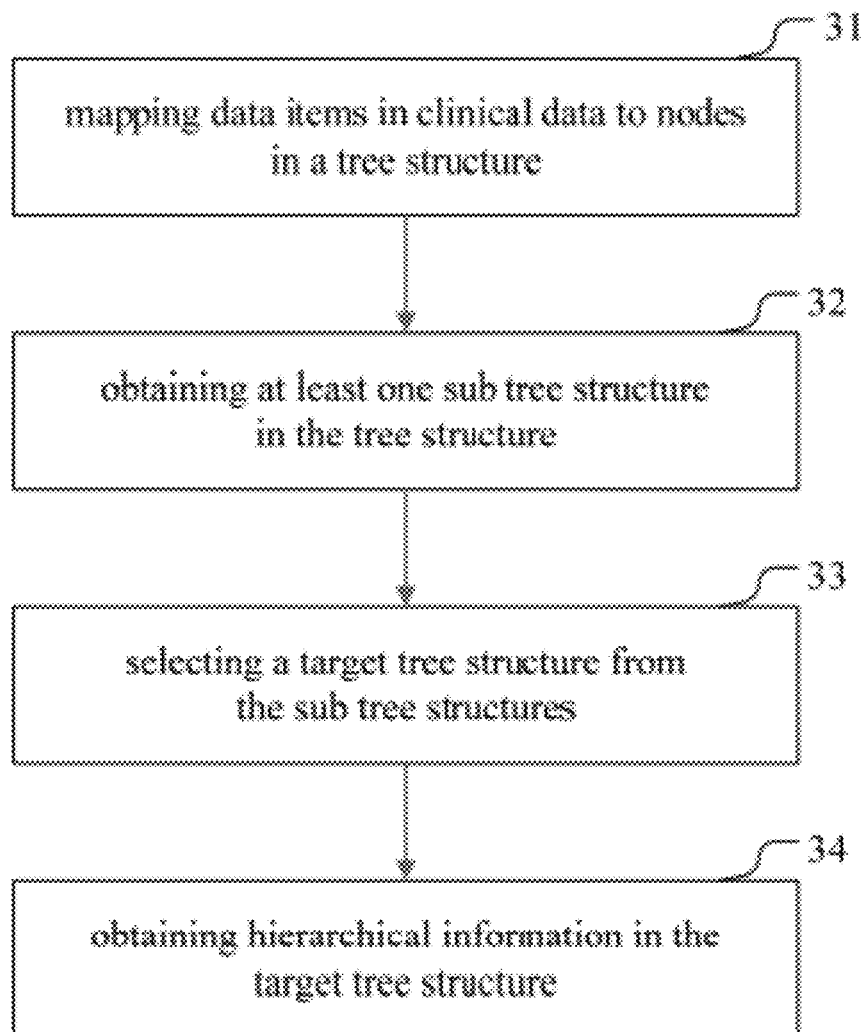 31
mapping data items in clinical data to nodes
in a tree structure
32
obtaining at least one sub tree structure
in the tree structure
33
selecting a target tree structure from
the sub tree structures
34
obtaining hierarchical information in the
target tree structure